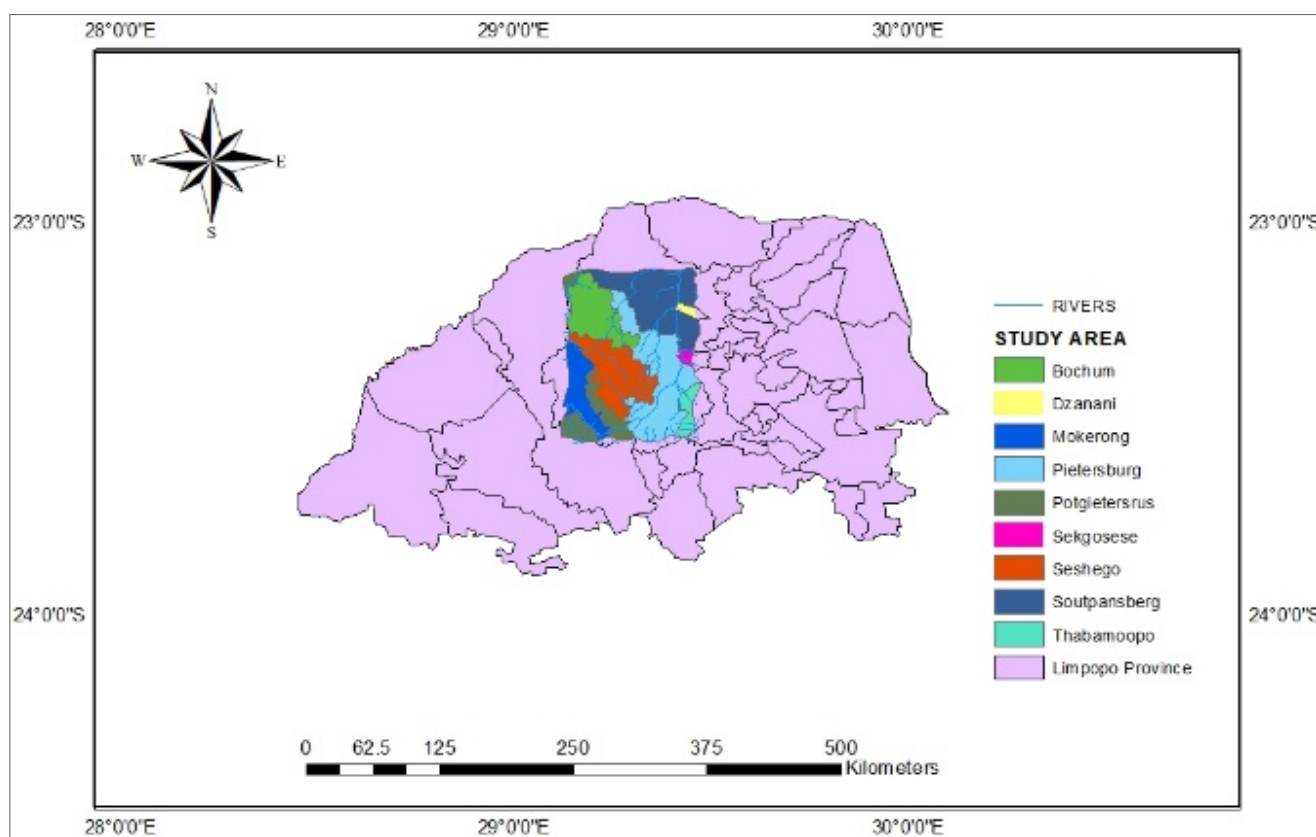 28°0'0"E 29°0'0"E 30°0'0"E
N
W E
S
23°0'0"S 23°0'0"S
RIVERS
STUDY AREA
Bochum
Dzanani
Mokerong
Pietersburg
Potgietersrus
Sekgosese
Seshego
Soutpansberg
Thabamoopo
Limpopo Province
24°0'0"S 24°0'0"S
0 62.5 125 250 375 500
Kilometers
28°0'0"E 29°0'0"E 30°0'0"E